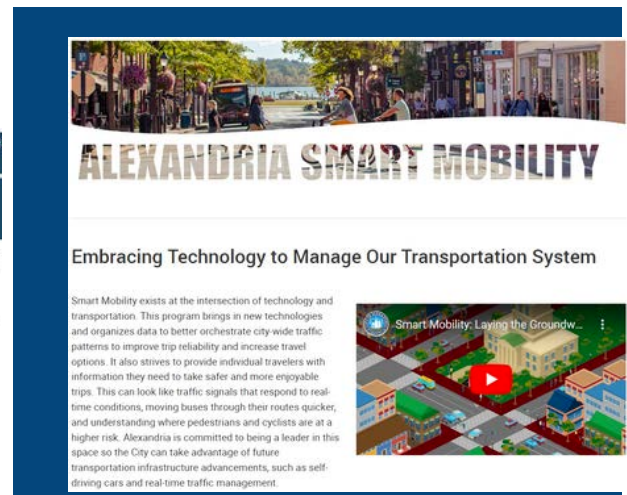 ALEXANDRIA SMART MOBILITY
Embracing Technology to Manage Our Transportation System
Smart Mobility exists at the intersection of technology and
transportation. This program brings in new technologies
and organizes data to better orchestrate city-wide traffic
patterns to improve trip reliability and increase travel
options. It also strives to provide individual travelers with
information they need to take safer and more enjoyable
trips. This can look like traffic signals that respond to real-
time conditions, moving buses through their routes quicker,
and understanding where pedestrians and cyclists are at a
higher risk. Alexandria is committed to being a leader in this
space so the City can take advantage of future
transportation infrastructure advancements, such as self-
driving cars and real-time traffic management.
Smart Mobility: Laying the Groundw...